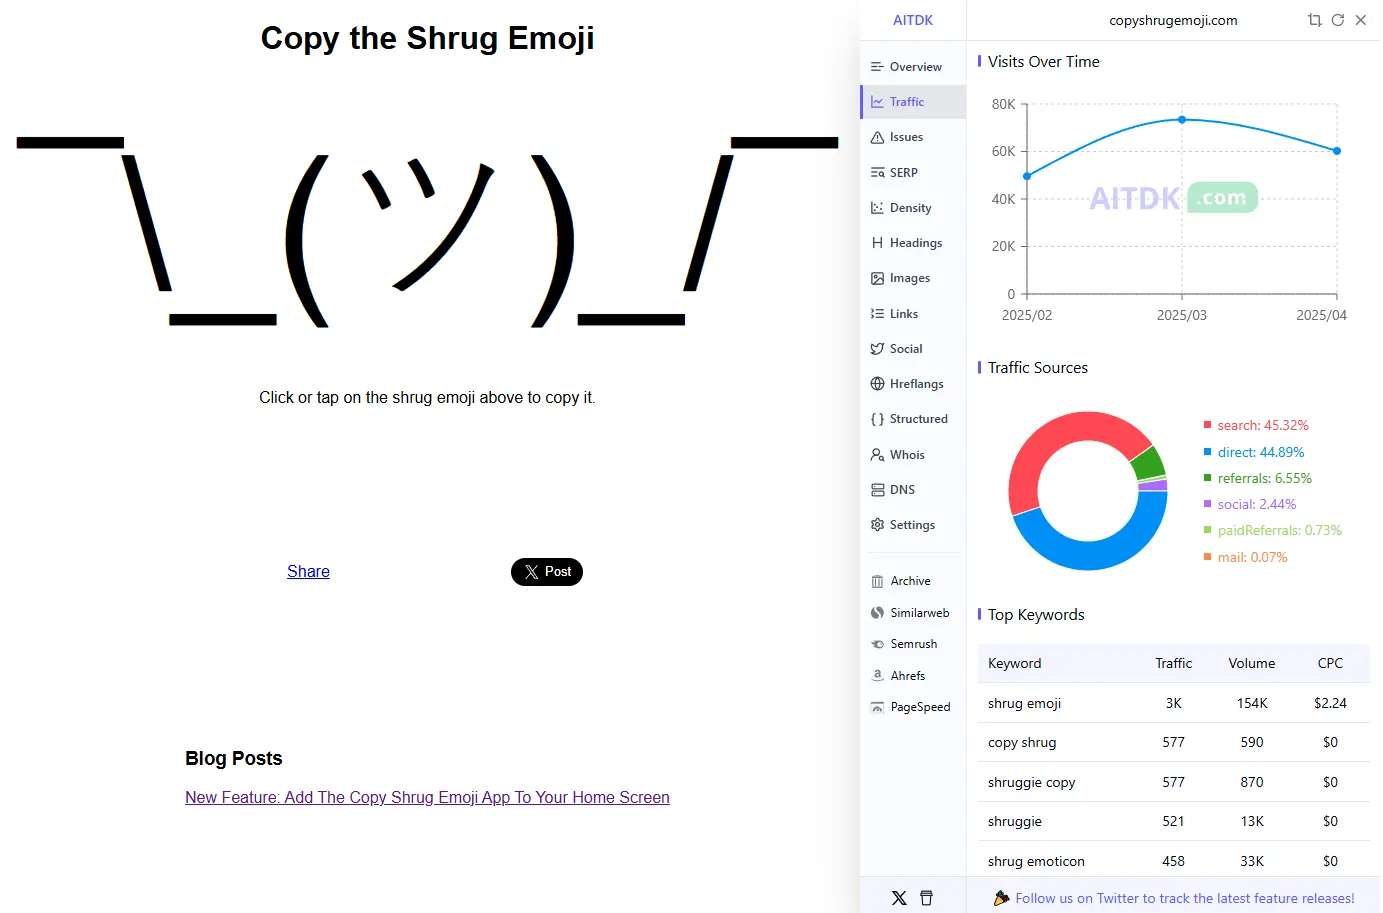 Copy the Shrug Emoji
¯\_(ツ)_/¯
Click or tap on the shrug emoji above to copy it.
Share
Post
Blog Posts
New Feature: Add The Copy Shrug Emoji App To Your Home Screen
AITDK
copyshrugemoji.com
Overview
Traffic
Issues
SERP
Density
Headings
Images
Links
Social
Hreflangs
Structured
Whois
DNS
Settings
Archive
Similarweb
Semrush
Ahrefs
PageSpeed
Visits Over Time
80K
60K
40K
20K
0
2025/02 2025/03 2025/04
AITDK .com
Traffic Sources
search: 45.32%
direct: 44.89%
referrals: 6.55%
social: 2.44%
paidReferrals: 0.73%
mail: 0.07%
Top Keywords
Keyword Traffic Volume CPC
shrug emoji 3K 154K $2.24
copy shrug 577 590 $0
shruggie copy 577 870 $0
shruggie 521 13K $0
shrug emoticon 458 33K $0
Follow us on Twitter to track the latest feature releases!